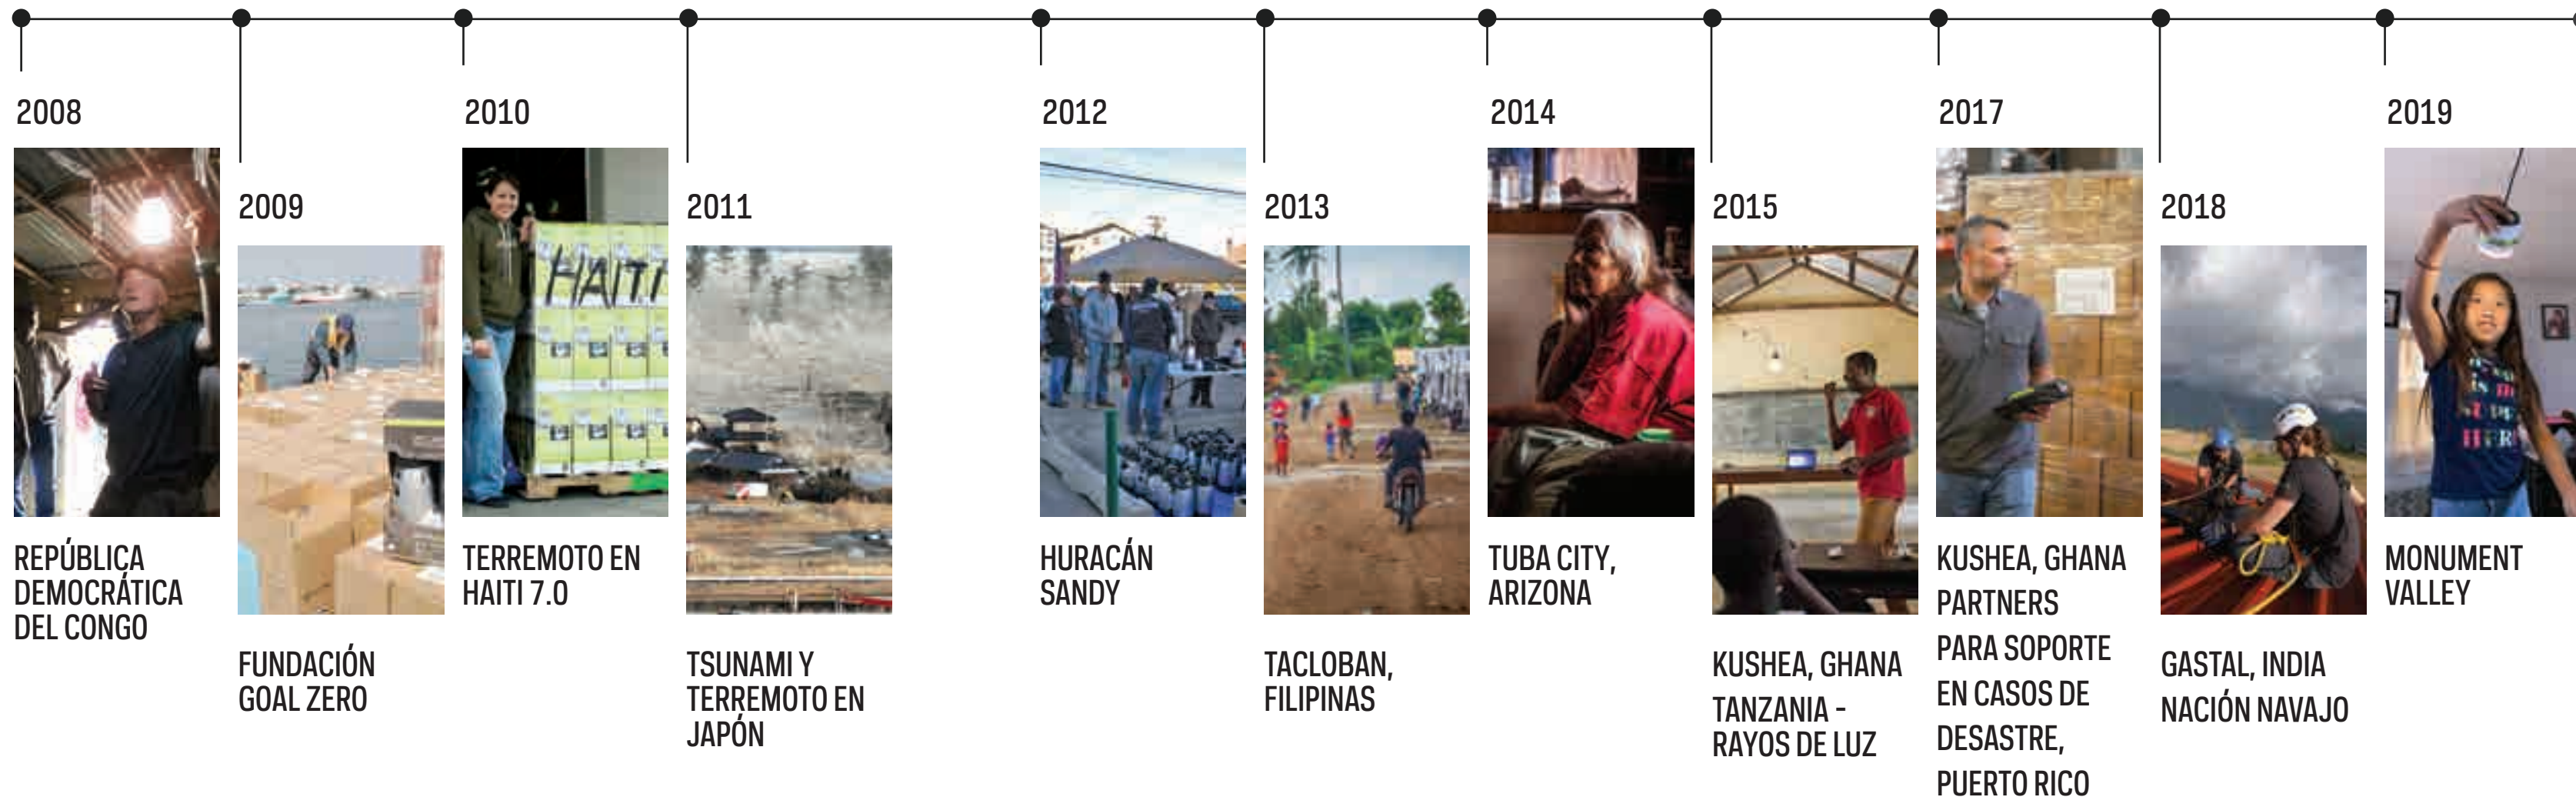 2008
REPÚBLICA
DEMOCRÁTICA
DEL CONGO
2009
FUNDACIÓN
GOAL ZERO
2010
HAITI
TERREMOTO EN
HAITI 7.0
2011
TSUNAMI Y
TERREMOTO EN
JAPÓN
2012
HURACÁN
SANDY
2013
TACLOBAN,
FILIPINAS
2014
TUBA CITY,
ARIZONA
2015
KUSHEA, GHANA
TANZANIA -
RAYOS DE LUZ
2017
KUSHEA, GHANA
PARTNERS
PARA SOPORTE
EN CASOS DE
DESASTRE,
PUERTO RICO
2018
GASTAL, INDIA
NACIÓN NAVAJO
2019
MONUMENT
VALLEY